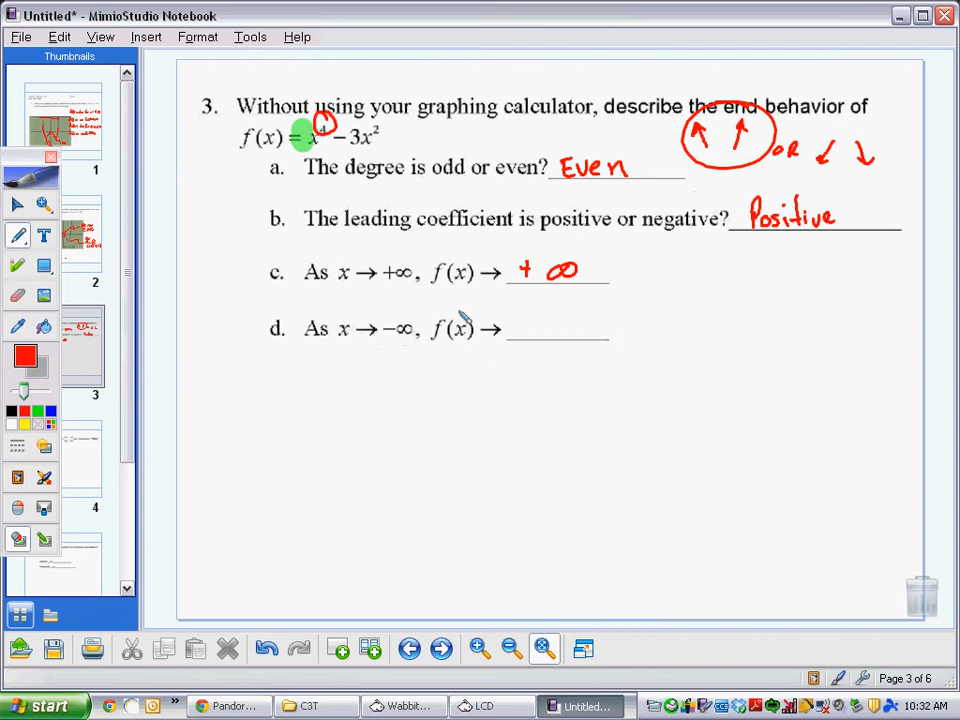 Untitled* - MimioStudio Notebook
File Edit View Insert Format Tools Help
Thumbnails
1
2
3
4
3. Without using your graphing calculator, describe the end behavior of
f(x) = x⁴ − 3x²
OR
a. The degree is odd or even? Even
b. The leading coefficient is positive or negative? Positive
c. As x → +∞, f(x) → + ∞
d. As x → −∞, f(x) →
Page 3 of 6
start
Pandor...
C3T
Wabbit...
LCD
Untitled...
10:32 AM